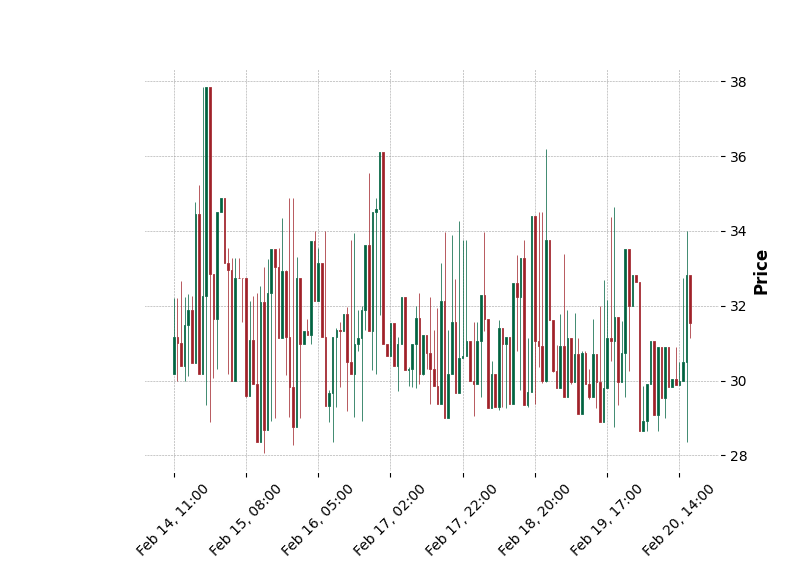 38
36
34
32
30
28
Price
Feb 14, 11:00
Feb 15, 08:00
Feb 16, 05:00
Feb 17, 02:00
Feb 17, 22:00
Feb 18, 20:00
Feb 19, 17:00
Feb 20, 14:00